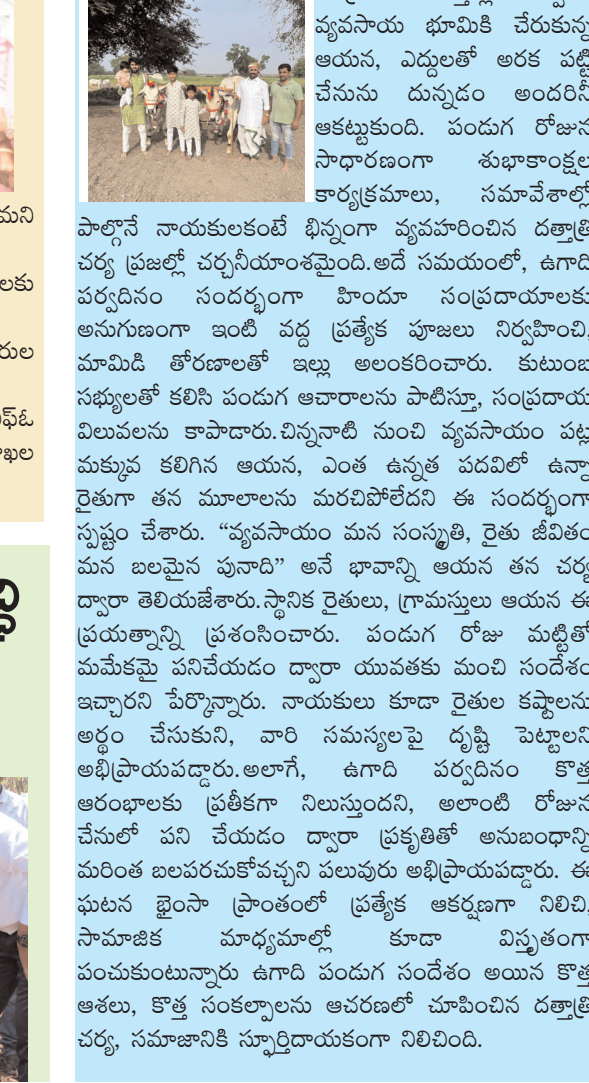 వ్యవసాయ భూమికి చేరుకున్న
ఆయన, ఎద్దులతో అరక పట్టి
చేనును దున్నడం అందరినీ
ఆకట్టుకుంది. పండుగ రోజున
సాధారణంగా శుభాకాంక్షల
కార్యక్రమాలు, సమావేశాల్లో
పాల్గొనే నాయకులకంటే భిన్నంగా వ్యవహరించిన దత్తాత్రి
చర్య ప్రజల్లో చర్చనీయాంశమైంది.అదే సమయంలో, ఉగాది
పర్వదినం సందర్భంగా హిందూ సంప్రదాయాలకు
అనుగుణంగా ఇంటి వద్ద ప్రత్యేక పూజలు నిర్వహించి,
మామిడి తోరణాలతో ఇల్లు అలంకరించారు. కుటుంబ
సభ్యులతో కలిసి పండుగ ఆచారాలను పాటిస్తూ, సంప్రదాయ
విలువలను కాపాడారు.చిన్ననాటి నుంచి వ్యవసాయం పట్ల
మక్కువ కలిగిన ఆయన, ఎంత ఉన్నత పదవిలో ఉన్నా
రైతుగా తన మూలాలను మరచిపోలేదని ఈ సందర్భంగా
స్పష్టం చేశారు. “వ్యవసాయం మన సంస్కృతి, రైతు జీవితం
మన బలమైన పునాది” అనే భావాన్ని ఆయన తన చర్య
ద్వారా తెలియజేశారు.స్థానిక రైతులు, గ్రామస్తులు ఆయన ఈ
ప్రయత్నాన్ని ప్రశంసించారు. పండుగ రోజు మట్టితో
మమేకమై పనిచేయడం ద్వారా యువతకు మంచి సందేశం
ఇచ్చారని పేర్కొన్నారు. నాయకులు కూడా రైతుల కష్టాలను
అర్థం చేసుకుని, వారి సమస్యలపై దృష్టి పెట్టాలని
అభిప్రాయపడ్డారు.అలాగే, ఉగాది పర్వదినం కొత్త
ఆరంభాలకు ప్రతీకగా నిలుస్తుందని, అలాంటి రోజున
చేనులో పని చేయడం ద్వారా ప్రకృతితో అనుబంధాన్ని
మరింత బలపరచుకోవచ్చని పలువురు అభిప్రాయపడ్డారు. ఈ
ఘటన భైంసా ప్రాంతంలో ప్రత్యేక ఆకర్షణగా నిలిచి,
సామాజిక మాధ్యమాల్లో కూడా విస్తృతంగా
పంచుకుంటున్నారు ఉగాది పండుగ సందేశం అయిన కొత్త
ఆశలు, కొత్త సంకల్పాలను ఆచరణలో చూపించిన దత్తాత్రి
చర్య, సమాజానికి స్ఫూర్తిదాయకంగా నిలిచింది.